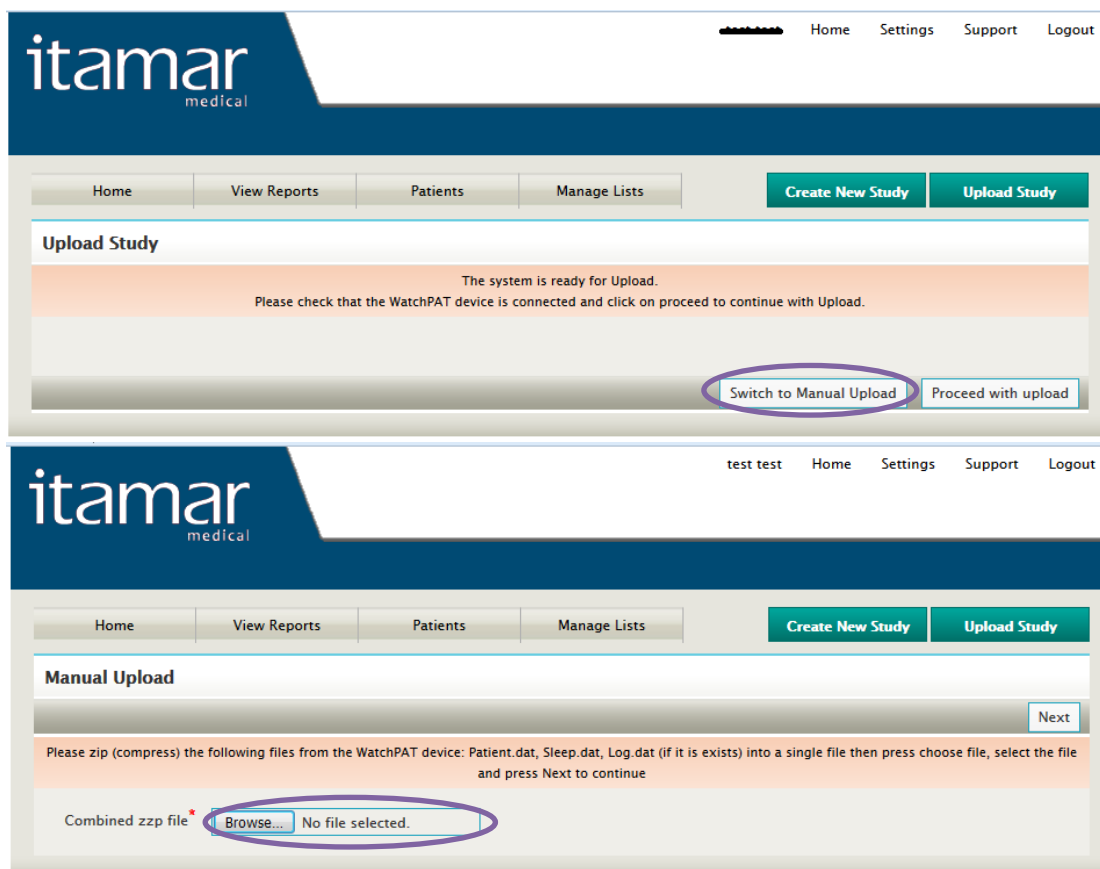 itamar
medical
Home Settings Support Logout
Home View Reports Patients Manage Lists Create New Study Upload Study
Upload Study
The system is ready for Upload.
Please check that the WatchPAT device is connected and click on proceed to continue with Upload.
Switch to Manual Upload Proceed with upload
test test Home Settings Support Logout
itamar
medical
Home View Reports Patients Manage Lists Create New Study Upload Study
Manual Upload
Next
Please zip (compress) the following files from the WatchPAT device: Patient.dat, Sleep.dat, Log.dat (if it is exists) into a single file then press choose file, select the file
and press Next to continue
Combined zzp file* Browse... No file selected.